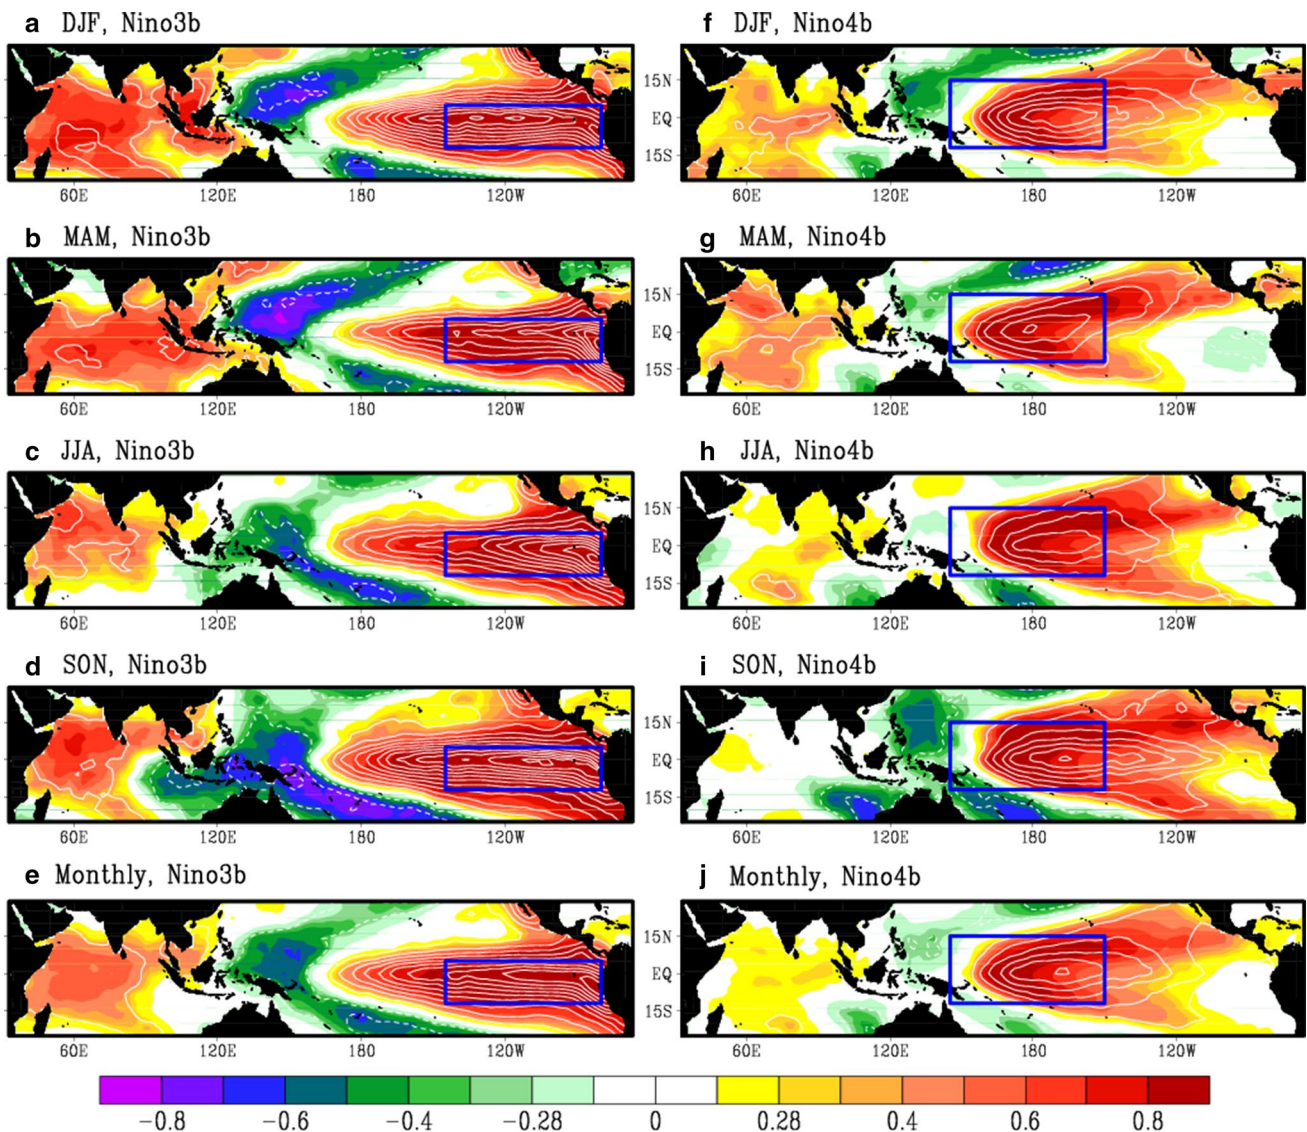 a DJF, Nino3b
f DJF, Nino4b
15N
EQ
15S
60E 120E 180 120W
60E 120E 180 120W
b MAM, Nino3b
g MAM, Nino4b
15N
EQ
15S
60E 120E 180 120W
60E 120E 180 120W
c JJA, Nino3b
h JJA, Nino4b
15N
EQ
15S
60E 120E 180 120W
60E 120E 180 120W
d SON, Nino3b
i SON, Nino4b
15N
EQ
15S
60E 120E 180 120W
60E 120E 180 120W
e Monthly, Nino3b
j Monthly, Nino4b
15N
EQ
15S
60E 120E 180 120W
60E 120E 180 120W
−0.8 −0.6 −0.4 −0.28 0 0.28 0.4 0.6 0.8